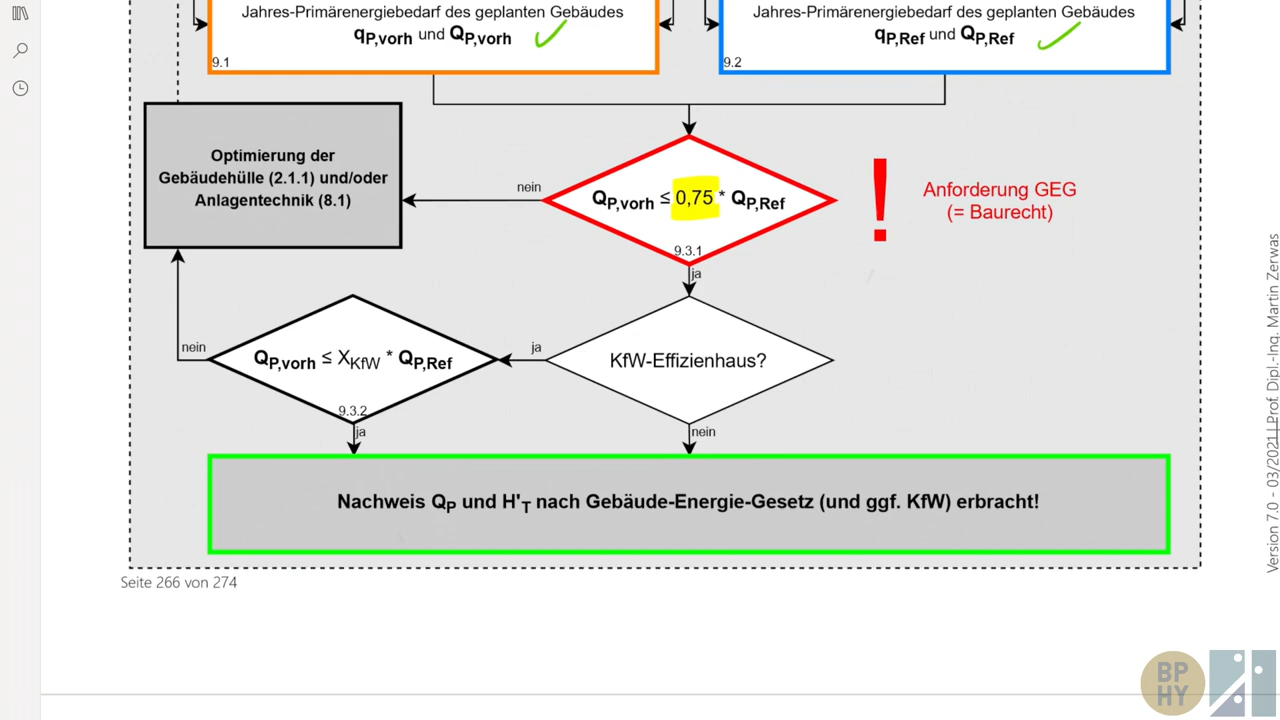 Jahres-Primärenergiebedarf des geplanten Gebäudes
qP,vorh und QP,vorh
9.1
Jahres-Primärenergiebedarf des geplanten Gebäudes
qP,Ref und QP,Ref
9.2
Optimierung der
Gebäudehülle (2.1.1) und/oder
Anlagentechnik (8.1)
nein
QP,vorh ≤ 0,75 * QP,Ref
9.3.1
!
Anforderung GEG
(= Baurecht)
ja
nein
QP,vorh ≤ XKfW * QP,Ref
9.3.2
ja
KfW-Effizienhaus?
ja
nein
Nachweis QP und H'T nach Gebäude-Energie-Gesetz (und ggf. KfW) erbracht!
Seite 266 von 274
Version 7.0 - 03/2021 | Prof. Dipl.-Ing. Martin Zerwas
BP
HY